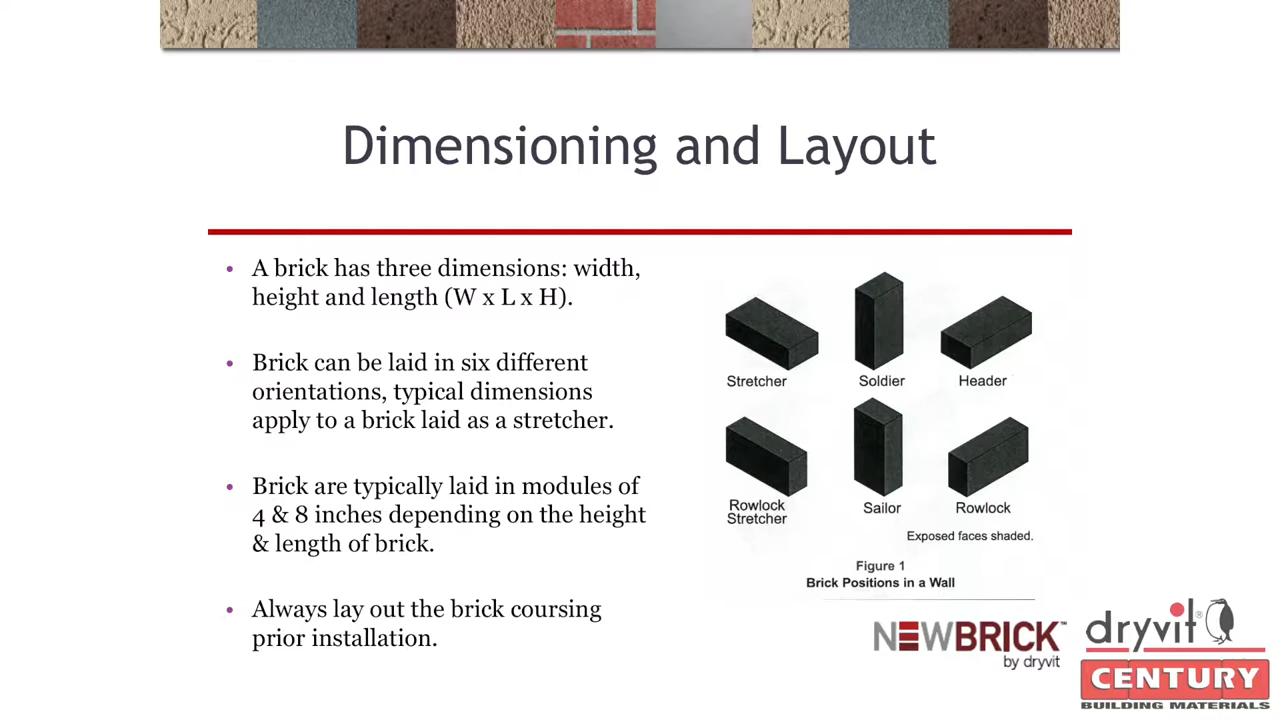 Dimensioning and Layout
• A brick has three dimensions: width,
height and length (W x L x H).
• Brick can be laid in six different
orientations, typical dimensions
apply to a brick laid as a stretcher.
• Brick are typically laid in modules of
4 & 8 inches depending on the height
& length of brick.
• Always lay out the brick coursing
prior installation.
Stretcher
Soldier
Header
Rowlock
Stretcher
Sailor
Rowlock
Exposed faces shaded.
Figure 1
Brick Positions in a Wall
NEWBRICK™
by dryvit
dryvit®
CENTURY
BUILDING MATERIALS